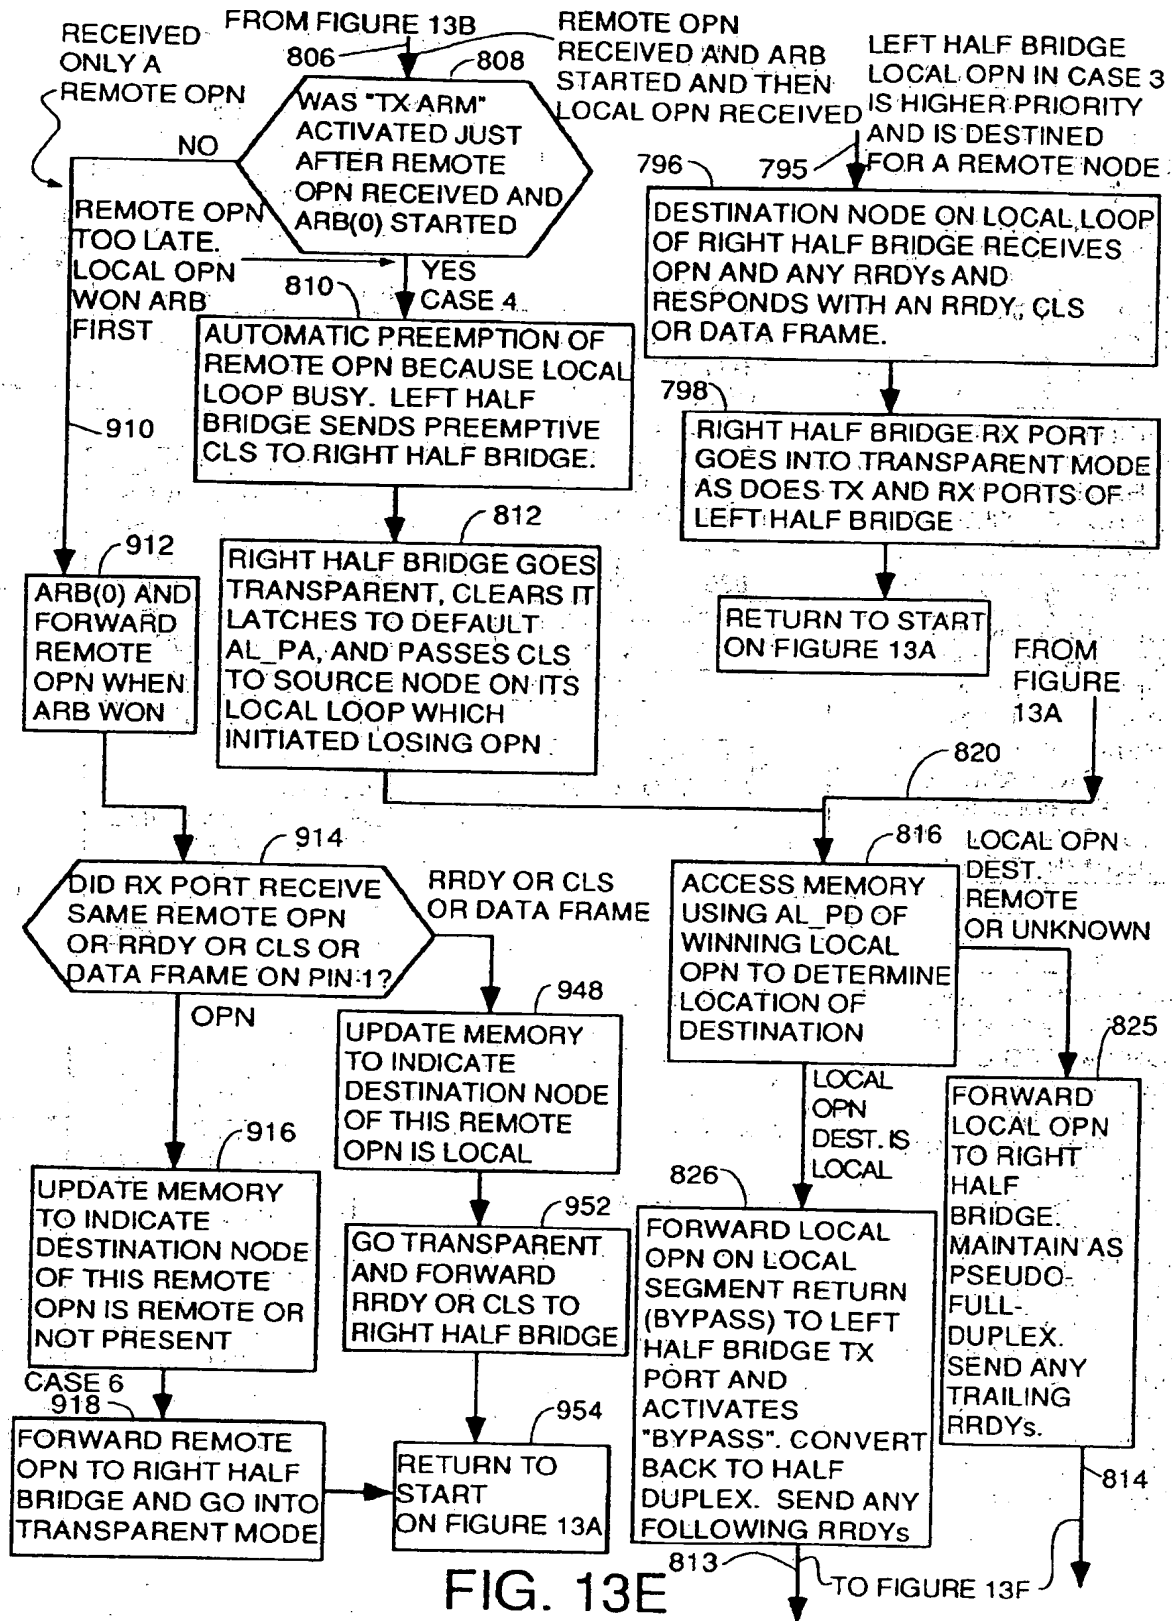 RECEIVED
ONLY A
REMOTE OPN
FROM FIGURE 13B
806
808
REMOTE OPN
RECEIVED AND ARB
STARTED AND THEN
LOCAL OPN RECEIVED
LEFT HALF BRIDGE
LOCAL OPN IN CASE 3
IS HIGHER PRIORITY
AND IS DESTINED
FOR A REMOTE NODE
WAS "TX ARM"
ACTIVATED JUST
AFTER REMOTE
OPN RECEIVED AND
ARB(0) STARTED
NO
796
795
REMOTE OPN
TOO LATE.
LOCAL OPN
WON ARB
FIRST
YES
CASE 4
810
DESTINATION NODE ON LOCAL LOOP
OF RIGHT HALF BRIDGE RECEIVES
OPN AND ANY RRDYs AND
RESPONDS WITH AN RRDY, CLS
OR DATA FRAME.
AUTOMATIC PREEMPTION OF
REMOTE OPN BECAUSE LOCAL
LOOP BUSY. LEFT HALF
BRIDGE SENDS PREEMPTIVE
CLS TO RIGHT HALF BRIDGE.
798
RIGHT HALF BRIDGE RX PORT
GOES INTO TRANSPARENT MODE
AS DOES TX AND RX PORTS OF
LEFT HALF BRIDGE
910
812
912
ARB(0) AND
FORWARD
REMOTE
OPN WHEN
ARB WON
RIGHT HALF BRIDGE GOES
TRANSPARENT, CLEARS IT
LATCHES TO DEFAULT
AL_PA, AND PASSES CLS
TO SOURCE NODE ON ITS
LOCAL LOOP WHICH
INITIATED LOSING OPN
RETURN TO START
ON FIGURE 13A
FROM
FIGURE
13A
820
914
DID RX PORT RECEIVE
SAME REMOTE OPN
OR RRDY OR CLS OR
DATA FRAME ON PIN 1?
RRDY OR CLS
OR DATA FRAME
816
ACCESS MEMORY
USING AL_PD OF
WINNING LOCAL
OPN TO DETERMINE
LOCATION OF
DESTINATION
LOCAL OPN
DEST.
REMOTE
OR UNKNOWN
OPN
948
UPDATE MEMORY
TO INDICATE
DESTINATION NODE
OF THIS REMOTE
OPN IS LOCAL
LOCAL
OPN
DEST. IS
LOCAL
825
FORWARD
LOCAL OPN
TO RIGHT
HALF
BRIDGE.
MAINTAIN AS
PSEUDO-
FULL-
DUPLEX.
SEND ANY
TRAILING
RRDYs.
916
UPDATE MEMORY
TO INDICATE
DESTINATION NODE
OF THIS REMOTE
OPN IS REMOTE OR
NOT PRESENT
952
GO TRANSPARENT
AND FORWARD
RRDY OR CLS TO
RIGHT HALF BRIDGE
826
FORWARD LOCAL
OPN ON LOCAL
SEGMENT RETURN
(BYPASS) TO LEFT
HALF BRIDGE TX
PORT AND
ACTIVATES
"BYPASS". CONVERT
BACK TO HALF
DUPLEX. SEND ANY
FOLLOWING RRDYs
CASE 6
918
FORWARD REMOTE
OPN TO RIGHT HALF
BRIDGE AND GO INTO
TRANSPARENT MODE
954
RETURN TO
START
ON FIGURE 13A
814
813
TO FIGURE 13F
FIG. 13E